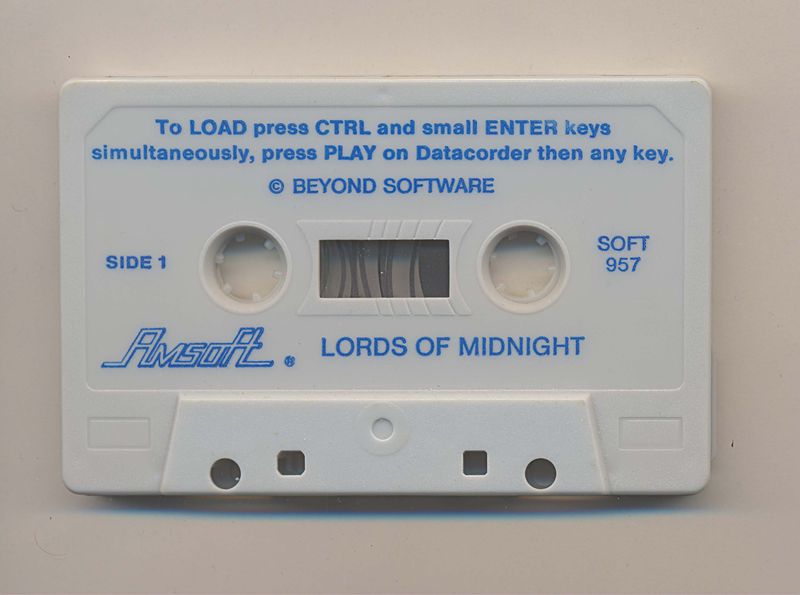 To LOAD press CTRL and small ENTER keys
simultaneously, press PLAY on Datacorder then any key.
© BEYOND SOFTWARE
SIDE 1
SOFT
957
Amsoft ®
LORDS OF MIDNIGHT